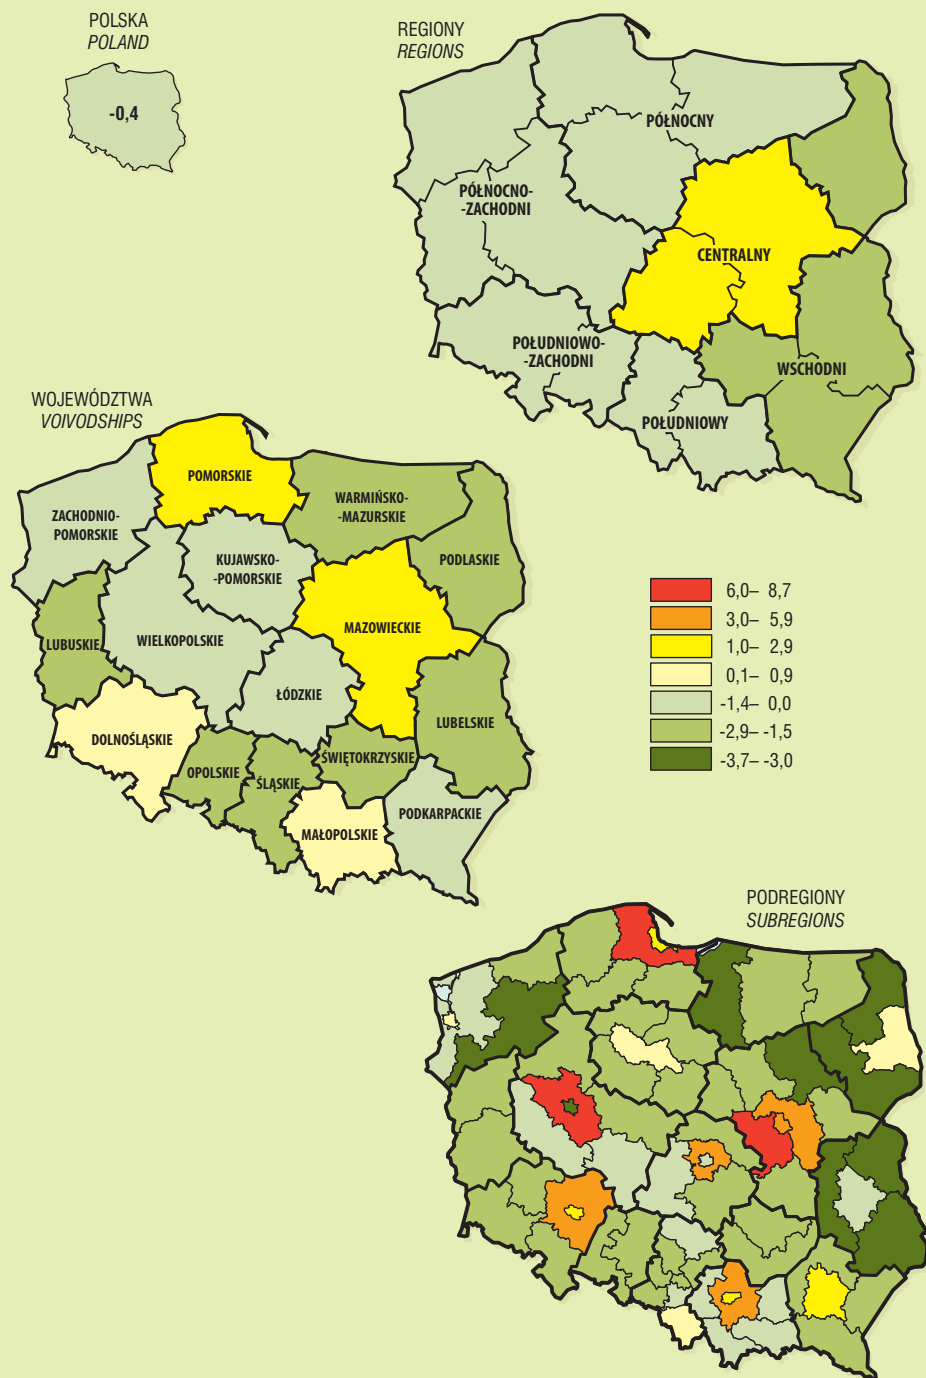 POLSKA
POLAND
-0,4
REGIONY
REGIONS
PÓŁNOCNY
PÓŁNOCNO-
-ZACHODNI
CENTRALNY
POŁUDNIOWO-
-ZACHODNI
WSCHODNI
POŁUDNIOWY
WOJEWÓDZTWA
VOIVODSHIPS
POMORSKIE
ZACHODNIO-
POMORSKIE
WARMIŃSKO-
-MAZURSKIE
KUJAWSKO-
-POMORSKIE
PODLASKIE
LUBUSKIE
WIELKOPOLSKIE
MAZOWIECKIE
ŁÓDZKIE
DOLNOŚLĄSKIE
LUBELSKIE
OPOLSKIE
ŚLĄSKIE
ŚWIĘTOKRZYSKIE
MAŁOPOLSKIE
PODKARPACKIE
6,0– 8,7
3,0– 5,9
1,0– 2,9
0,1– 0,9
-1,4– 0,0
-2,9– -1,5
-3,7– -3,0
PODREGIONY
SUBREGIONS